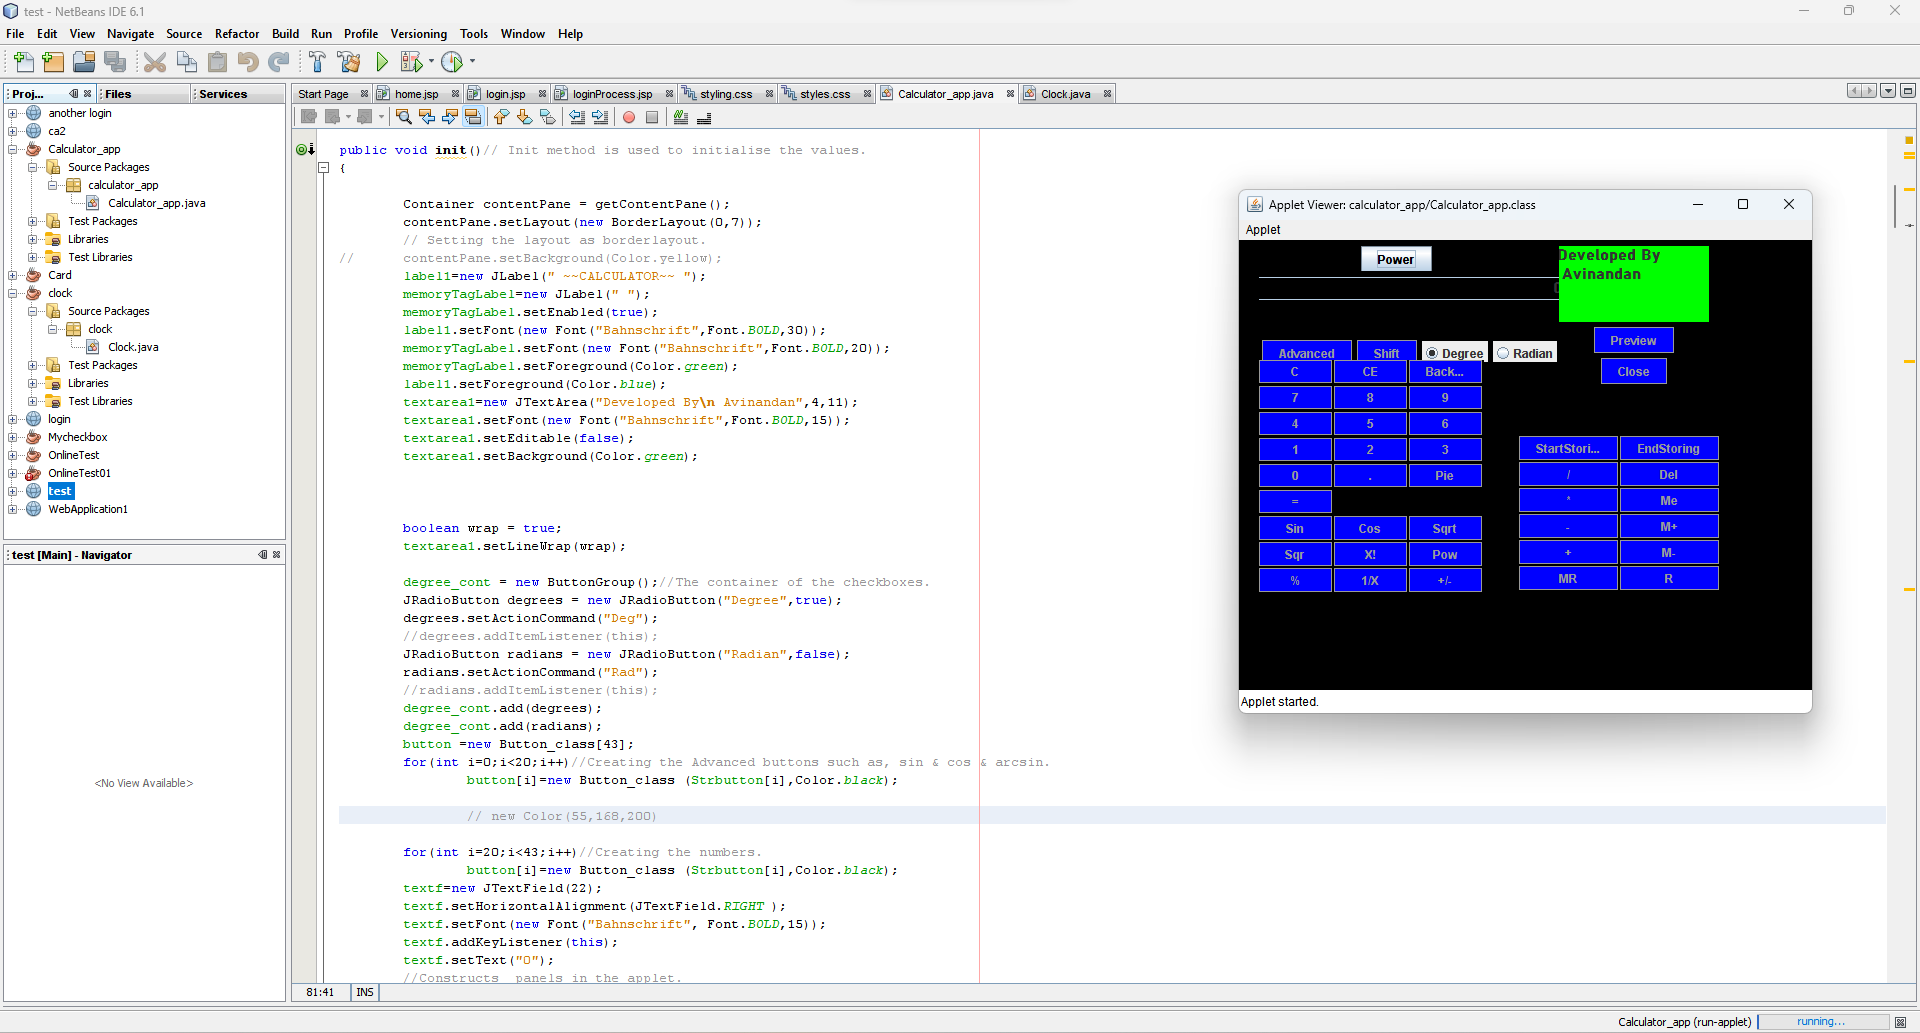 test - NetBeans IDE 6.1
File Edit View Navigate Source Refactor Build Run Profile Versioning Tools Window Help
Proj... Files Services
another login
ca2
Calculator_app
Source Packages
calculator_app
Calculator_app.java
Test Packages
Libraries
Test Libraries
Card
clock
Source Packages
clock
Clock.java
Test Packages
Libraries
Test Libraries
login
Mycheckbox
OnlineTest
OnlineTest01
test
WebApplication1
test [Main] - Navigator
<No View Available>
Start Page home.jsp login.jsp loginProcess.jsp styling.css styles.css Calculator_app.java Clock.java
public void init()// Init method is used to initialise the values.
{
Container contentPane = getContentPane();
contentPane.setLayout(new BorderLayout(0,7));
// Setting the layout as borderlayout.
// contentPane.setBackground(Color.yellow);
label1=new JLabel(" ~~CALCULATOR~~ ");
memoryTagLabel=new JLabel(" ");
memoryTagLabel.setEnabled(true);
label1.setFont(new Font("Bahnschrift",Font.BOLD,30));
memoryTagLabel.setFont(new Font("Bahnschrift",Font.BOLD,20));
memoryTagLabel.setForeground(Color.green);
label1.setForeground(Color.blue);
textarea1=new JTextArea("Developed By\n Avinandan",4,11);
textarea1.setFont(new Font("Bahnschrift",Font.BOLD,15));
textarea1.setEditable(false);
textarea1.setBackground(Color.green);
boolean wrap = true;
textarea1.setLineWrap(wrap);
degree_cont = new ButtonGroup();//The container of the checkboxes.
JRadioButton degrees = new JRadioButton("Degree",true);
degrees.setActionCommand("Deg");
//degrees.addItemListener(this);
JRadioButton radians = new JRadioButton("Radian",false);
radians.setActionCommand("Rad");
//radians.addItemListener(this);
degree_cont.add(degrees);
degree_cont.add(radians);
button =new Button_class[43];
for(int i=0;i<20;i++)//Creating the Advanced buttons such as, sin & cos & arcsin.
button[i]=new Button_class (Strbutton[i],Color.black);
// new Color(55,168,200)
for(int i=20;i<43;i++)//Creating the numbers.
button[i]=new Button_class (Strbutton[i],Color.black);
textf=new JTextField(22);
textf.setHorizontalAlignment(JTextField.RIGHT );
textf.setFont(new Font("Bahnschrift", Font.BOLD,15));
textf.addKeyListener(this);
textf.setText("0");
//Constructs panels in the applet.
81:41 INS
Applet Viewer: calculator_app/Calculator_app.class
Applet
Power
Developed By
Avinandan
Preview
Close
Advanced Shift Degree Radian
C CE Back...
7 8 9
4 5 6
1 2 3
0 . Pie
=
Sin Cos Sqrt
Sqr X! Pow
% 1/X +/-
StartStori... EndStoring
/ Del
* Me
- M+
+ M-
MR R
Applet started.
Calculator_app (run-applet) running...